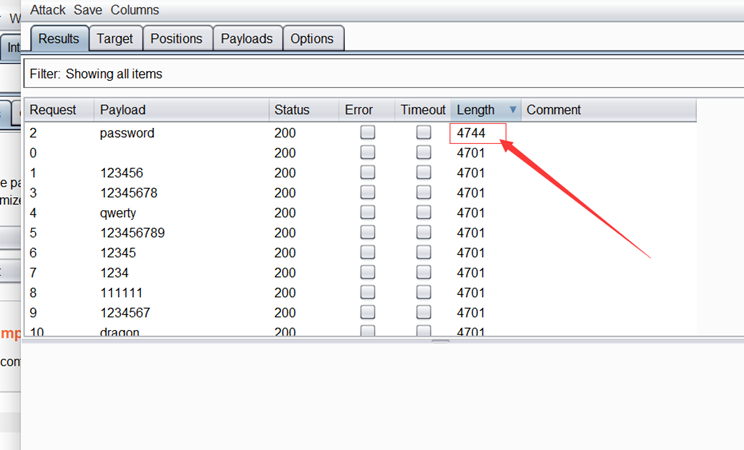 Attack Save Columns
W
Int
Results Target Positions Payloads Options
Filter: Showing all items
Request Payload Status Error Timeout Length Comment
2 password 200 4744
0 200 4701
1 123456 200 4701
3 12345678 200 4701
4 qwerty 200 4701
5 123456789 200 4701
6 12345 200 4701
7 1234 200 4701
8 111111 200 4701
9 1234567 200 4701
10 dragon 200 4701
e pa
mize
mp
con